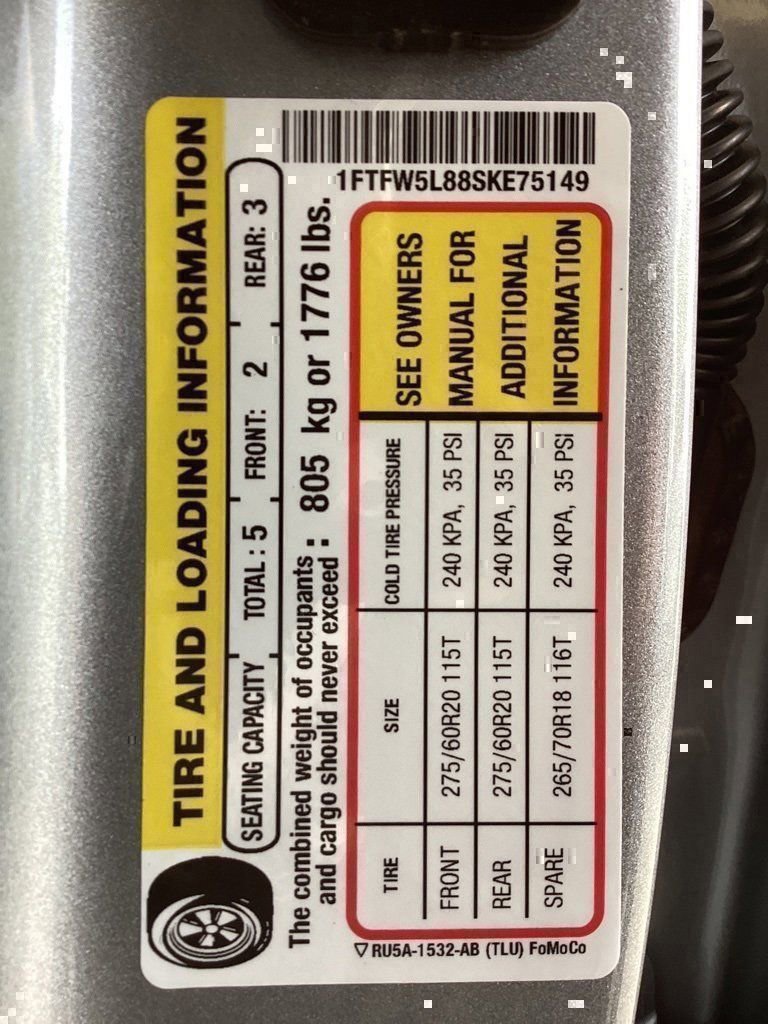 TIRE AND LOADING INFORMATION
SEATING CAPACITY TOTAL : 5 FRONT: 2 REAR: 3
The combined weight of occupants
and cargo should never exceed : 805 kg or 1776 lbs.
1FTFW5L88SKE75149
TIRE SIZE COLD TIRE PRESSURE
FRONT 275/60R20 115T 240 KPA, 35 PSI
REAR 275/60R20 115T 240 KPA, 35 PSI
SPARE 265/70R18 116T 240 KPA, 35 PSI
SEE OWNERS
MANUAL FOR
ADDITIONAL
INFORMATION
RU5A-1532-AB (TLU) FoMoCo